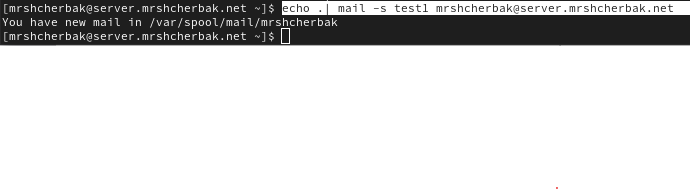 [mrshcherbak@server.mrshcherbak.net ~]$ echo .| mail -s test1 mrshcherbak@server.mrshcherbak.net
You have new mail in /var/spool/mail/mrshcherbak
[mrshcherbak@server.mrshcherbak.net ~]$